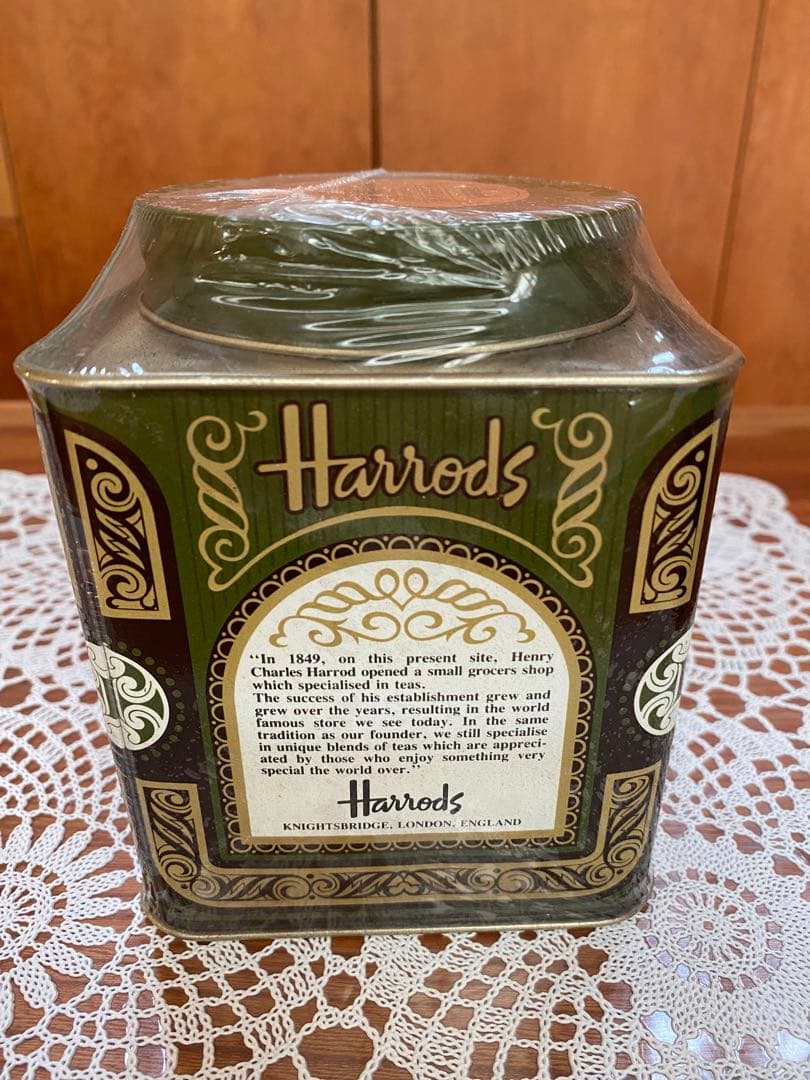 Harrods
“In 1849, on this present site, Henry
Charles Harrod opened a small grocers shop
which specialised in teas.
The success of his establishment grew and
grew over the years, resulting in the world
famous store we see today. In the same
tradition as our founder, we still specialise
in unique blends of teas which are appreci-
ated by those who enjoy something very
special the world over.”
Harrods
KNIGHTSBRIDGE, LONDON, ENGLAND